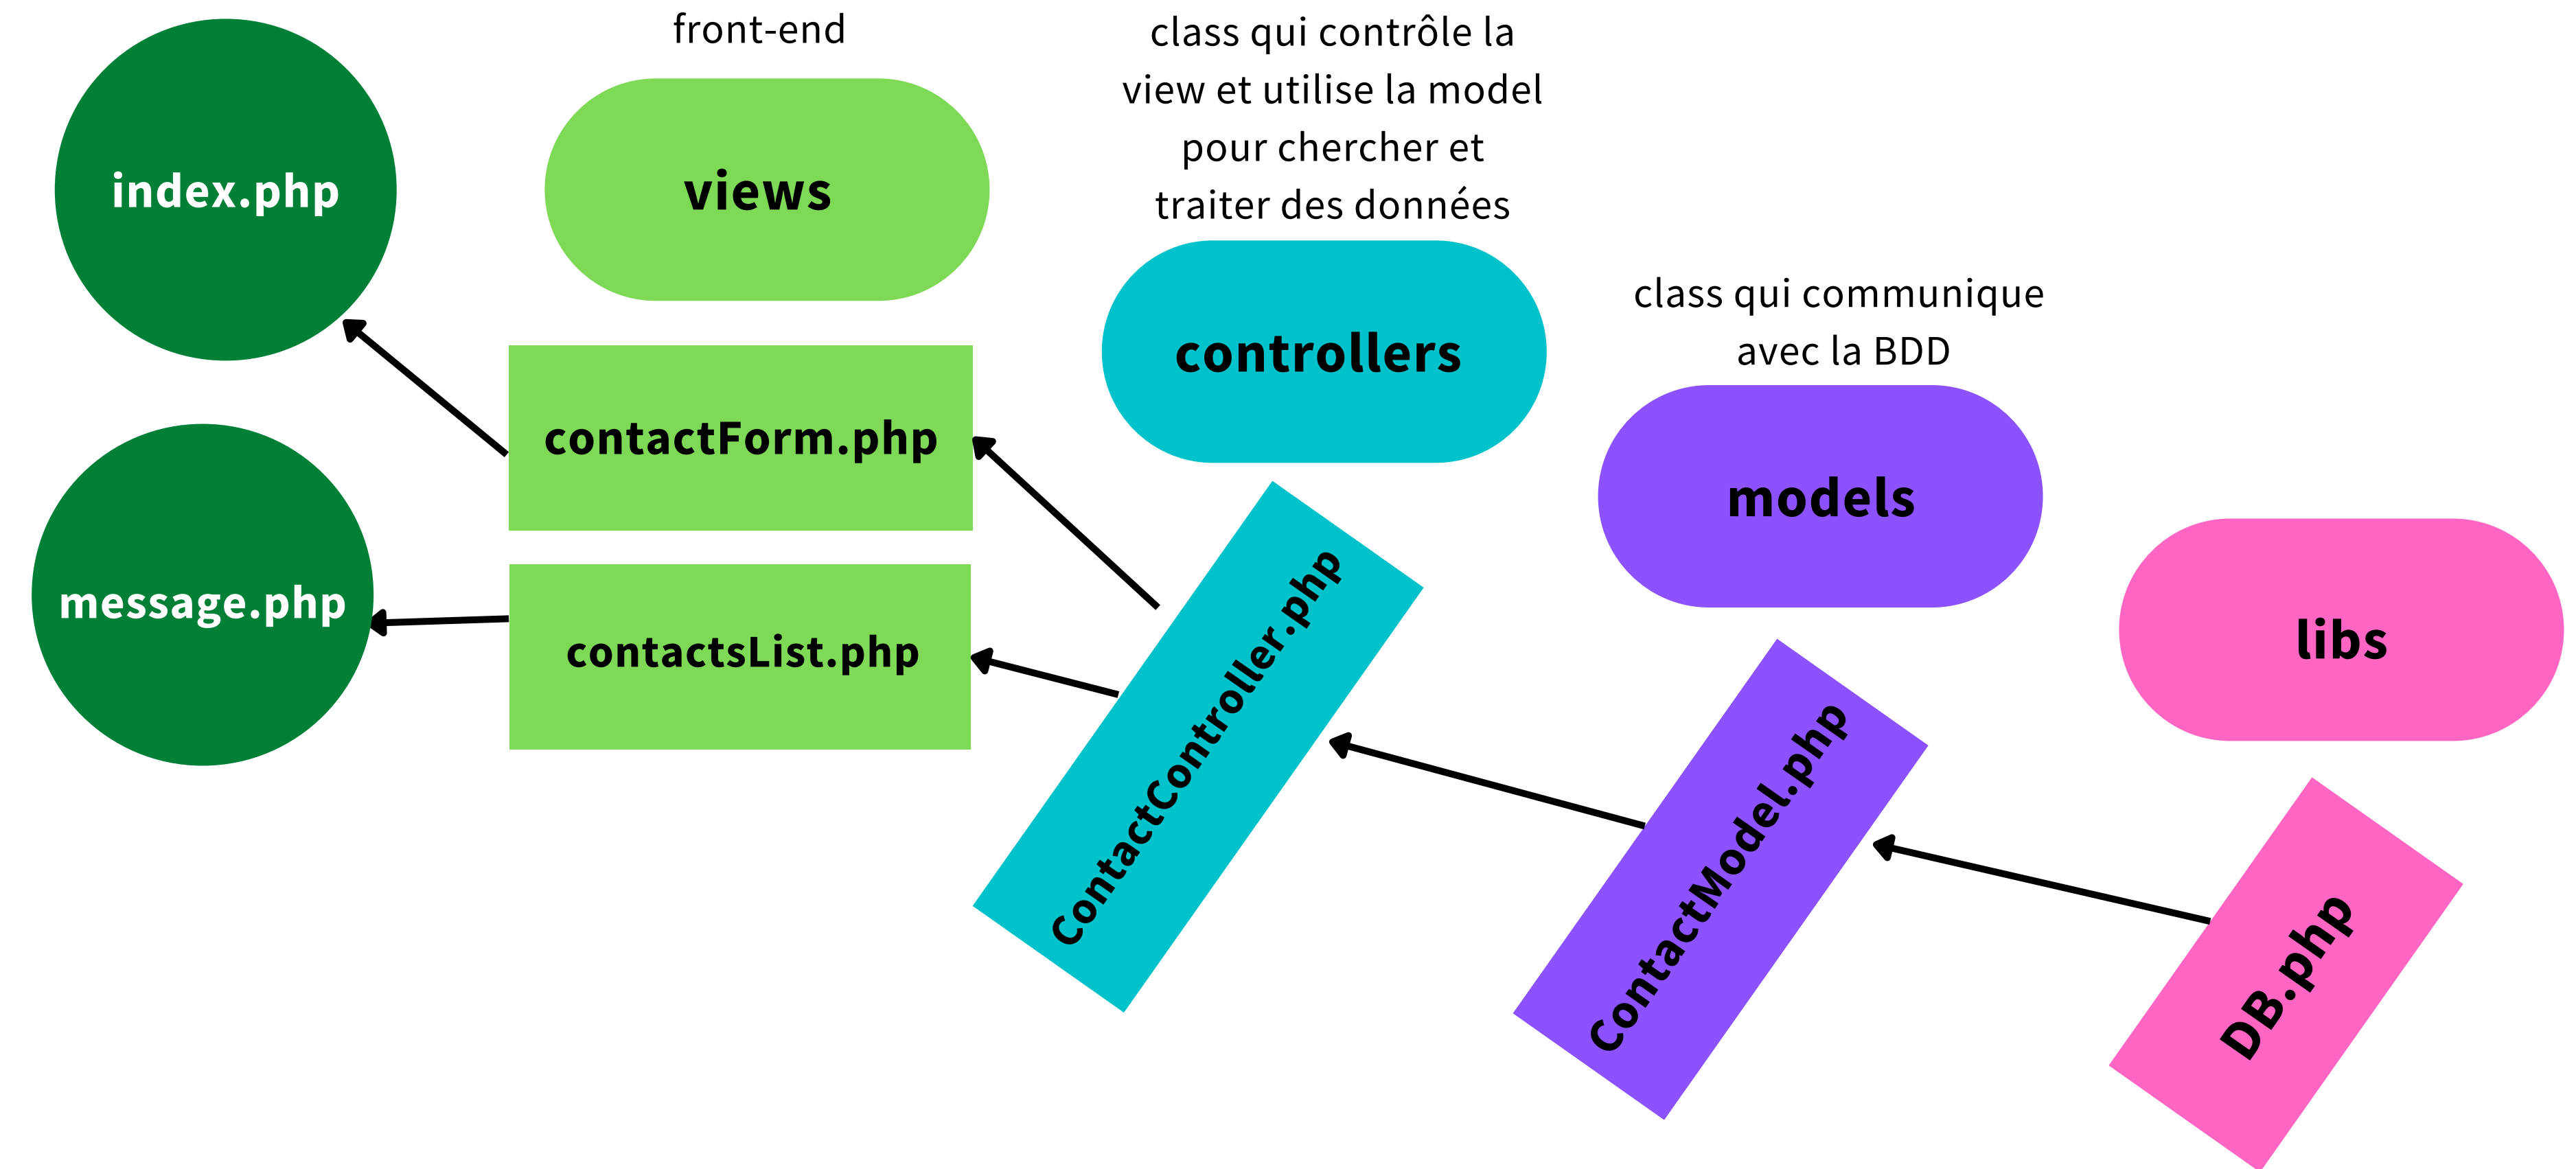 index.php
message.php
front-end
views
contactForm.php
contactsList.php
class qui contrôle la
view et utilise la model
pour chercher et
traiter des données
controllers
ContactController.php
class qui communique
avec la BDD
models
ContactModel.php
libs
DB.php